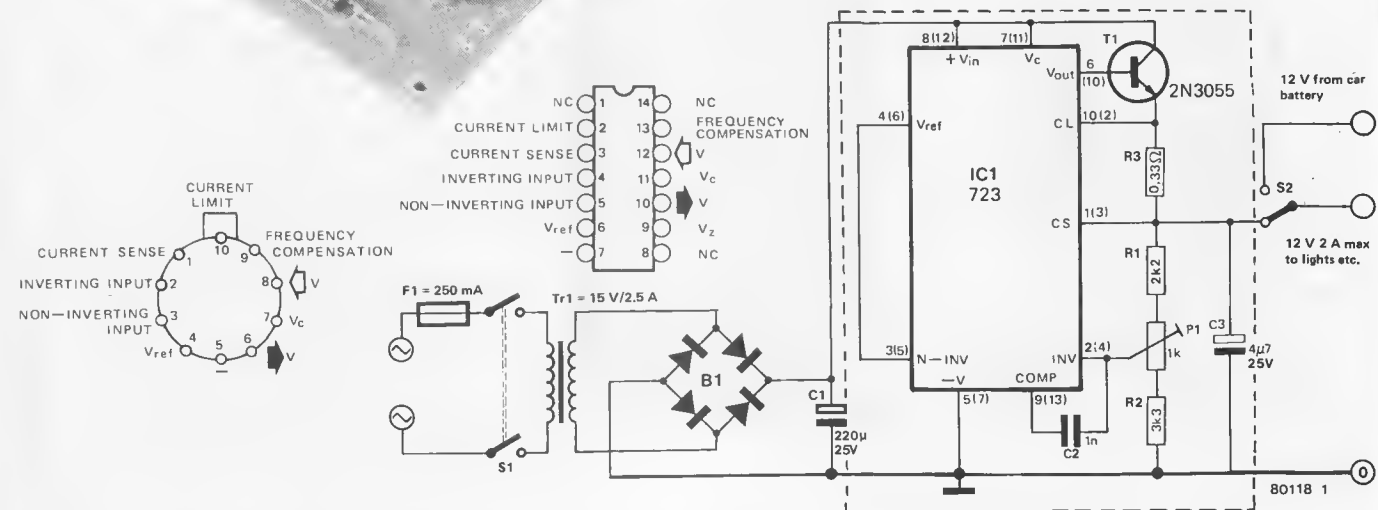 NC 1 14 NC
CURRENT LIMIT 2 13 FREQUENCY
COMPENSATION
CURRENT SENSE 3 12 V
INVERTING INPUT 4 11 Vc
NON—INVERTING INPUT 5 10 V
Vref 6 9 Vz
— 7 8 NC
CURRENT
LIMIT
10
FREQUENCY
COMPENSATION
9
CURRENT SENSE 1
INVERTING INPUT 2
8 V
NON—INVERTING
INPUT
3
7 Vc
Vref 4
5
—
6 V
F1 = 250 mA
S1
Tr1 = 15 V/2.5 A
B1
C1
220µ
25V
8(12)
+ Vin
7(11)
Vc
T1
2N3055
Vout
6
(10)
4(6)
Vref
CL
10(2)
R3
0,33Ω
IC1
723
CS
1(3)
R1
2k2
3(5)
N—INV
INV
2(4)
P1
1k
—V
5(7)
COMP
9(13)
1n
C2
R2
3k3
C3
4µ7
25V
12 V from car
battery
S2
12 V 2 A max
to lights etc.
0
80118 1